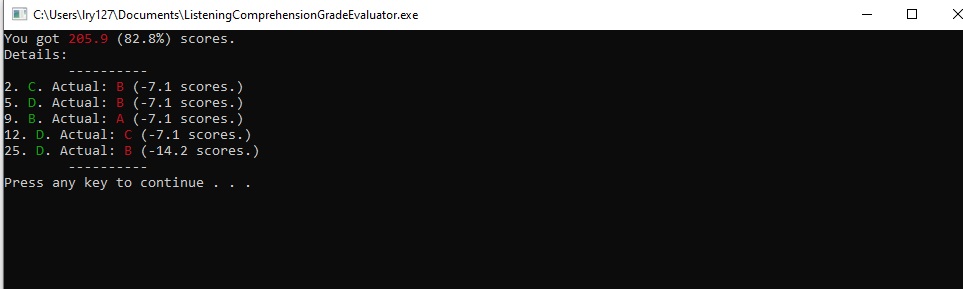 C:\Users\lry127\Documents\ListeningComprehensionGradeEvaluator.exe
You got 205.9 (82.8%) scores.
Details:
----------
2. C. Actual: B (-7.1 scores.)
5. D. Actual: B (-7.1 scores.)
9. B. Actual: A (-7.1 scores.)
12. D. Actual: C (-7.1 scores.)
25. D. Actual: B (-14.2 scores.)
----------
Press any key to continue . . .